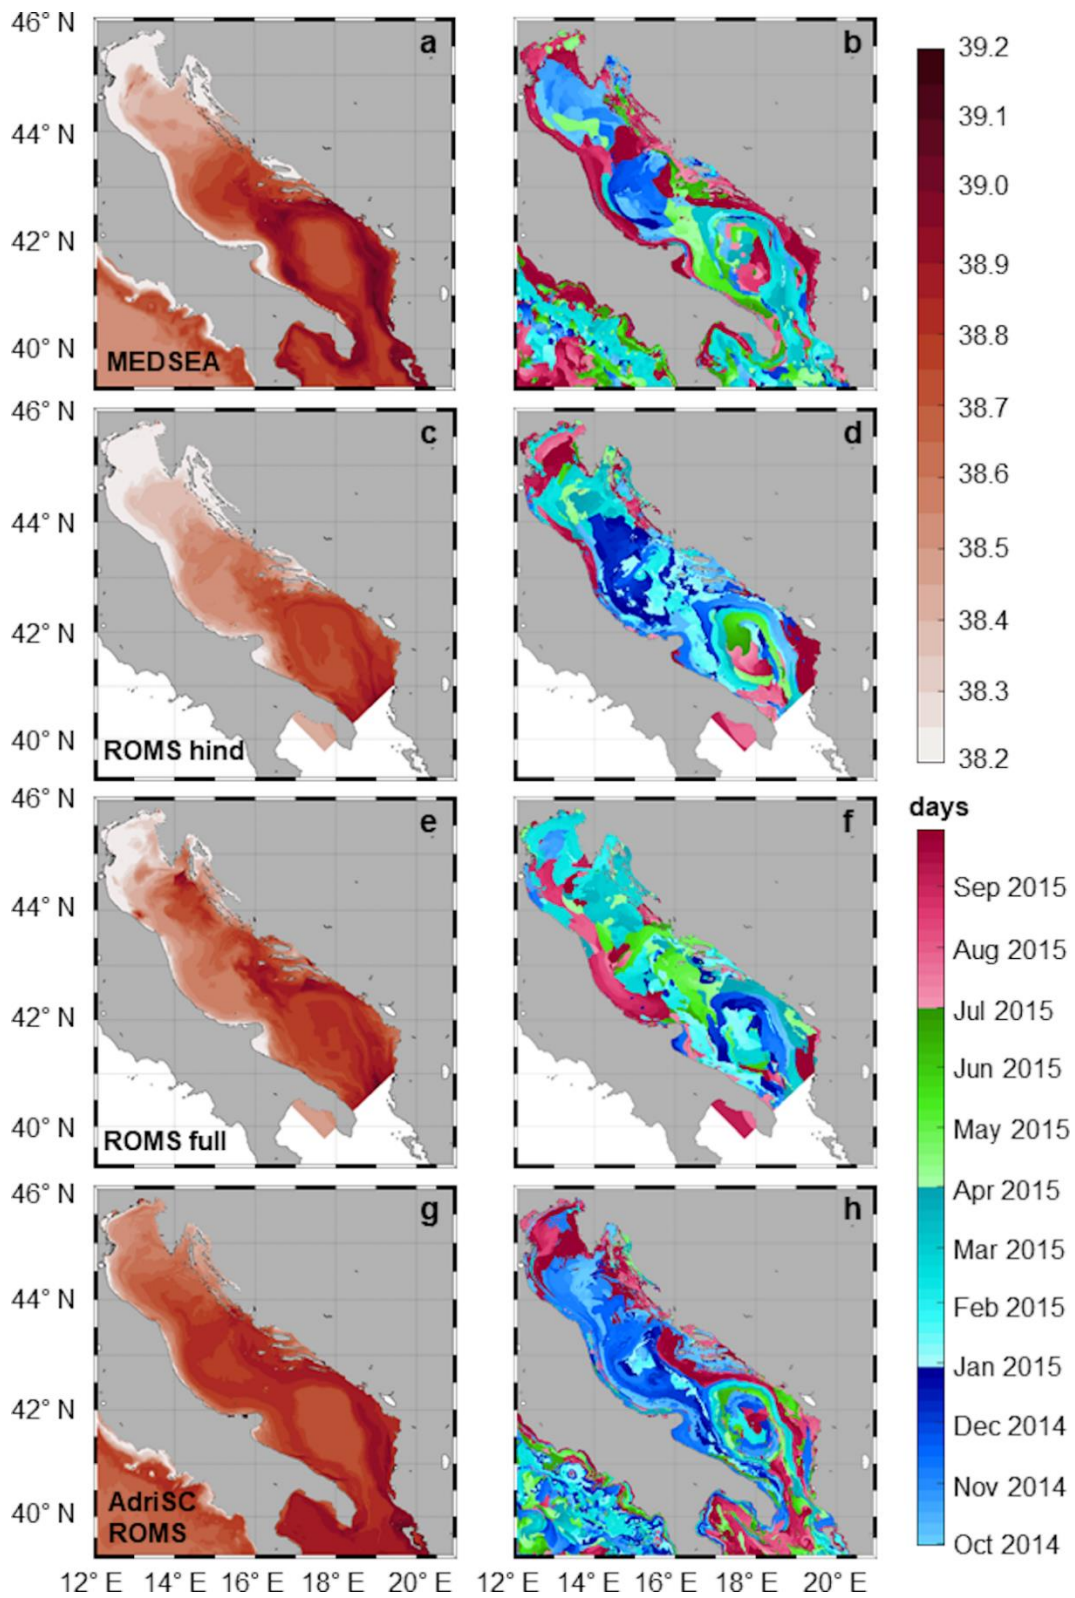 46° N
a
b
44° N
42° N
40° N
MEDSEA
39.2
39.1
39.0
38.9
38.8
38.7
38.6
38.5
38.4
38.3
38.2
46° N
c
d
44° N
42° N
40° N
ROMS hind
46° N
e
f
44° N
42° N
40° N
ROMS full
days
Sep 2015
Aug 2015
Jul 2015
Jun 2015
May 2015
Apr 2015
Mar 2015
Feb 2015
Jan 2015
Dec 2014
Nov 2014
Oct 2014
46° N
g
h
44° N
42° N
40° N
AdriSC
ROMS
12° E 14° E 16° E 18° E 20° E 12° E 14° E 16° E 18° E 20° E